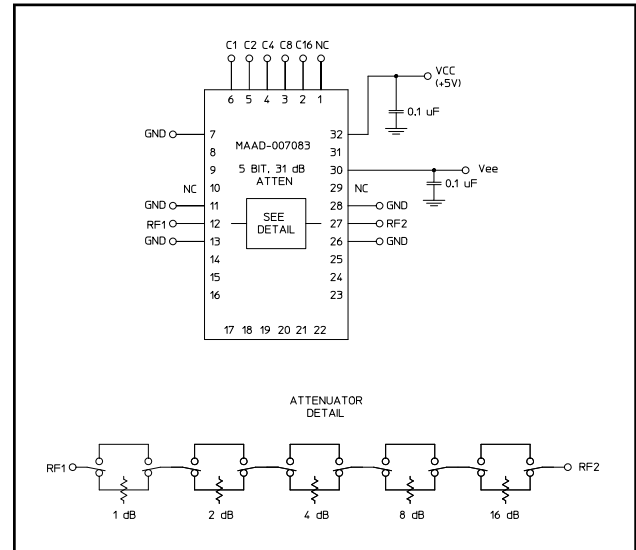 C1 C2 C4 C8 C16 NC
VCC
(+5V)
6 5 4 3 2 1
0.1 uF
GND 7 32
MAAD-007083
8 31
9 5 BIT, 31 dB 30 Vee
ATTEN
NC 10 29 NC 0.1 uF
GND 11 28 GND
RF1 12 SEE 27 RF2
DETAIL
GND 13 26 GND
14 25
15 24
16 23
17 18 19 20 21 22
ATTENUATOR
DETAIL
RF1 RF2
1 dB 2 dB 4 dB 8 dB 16 dB